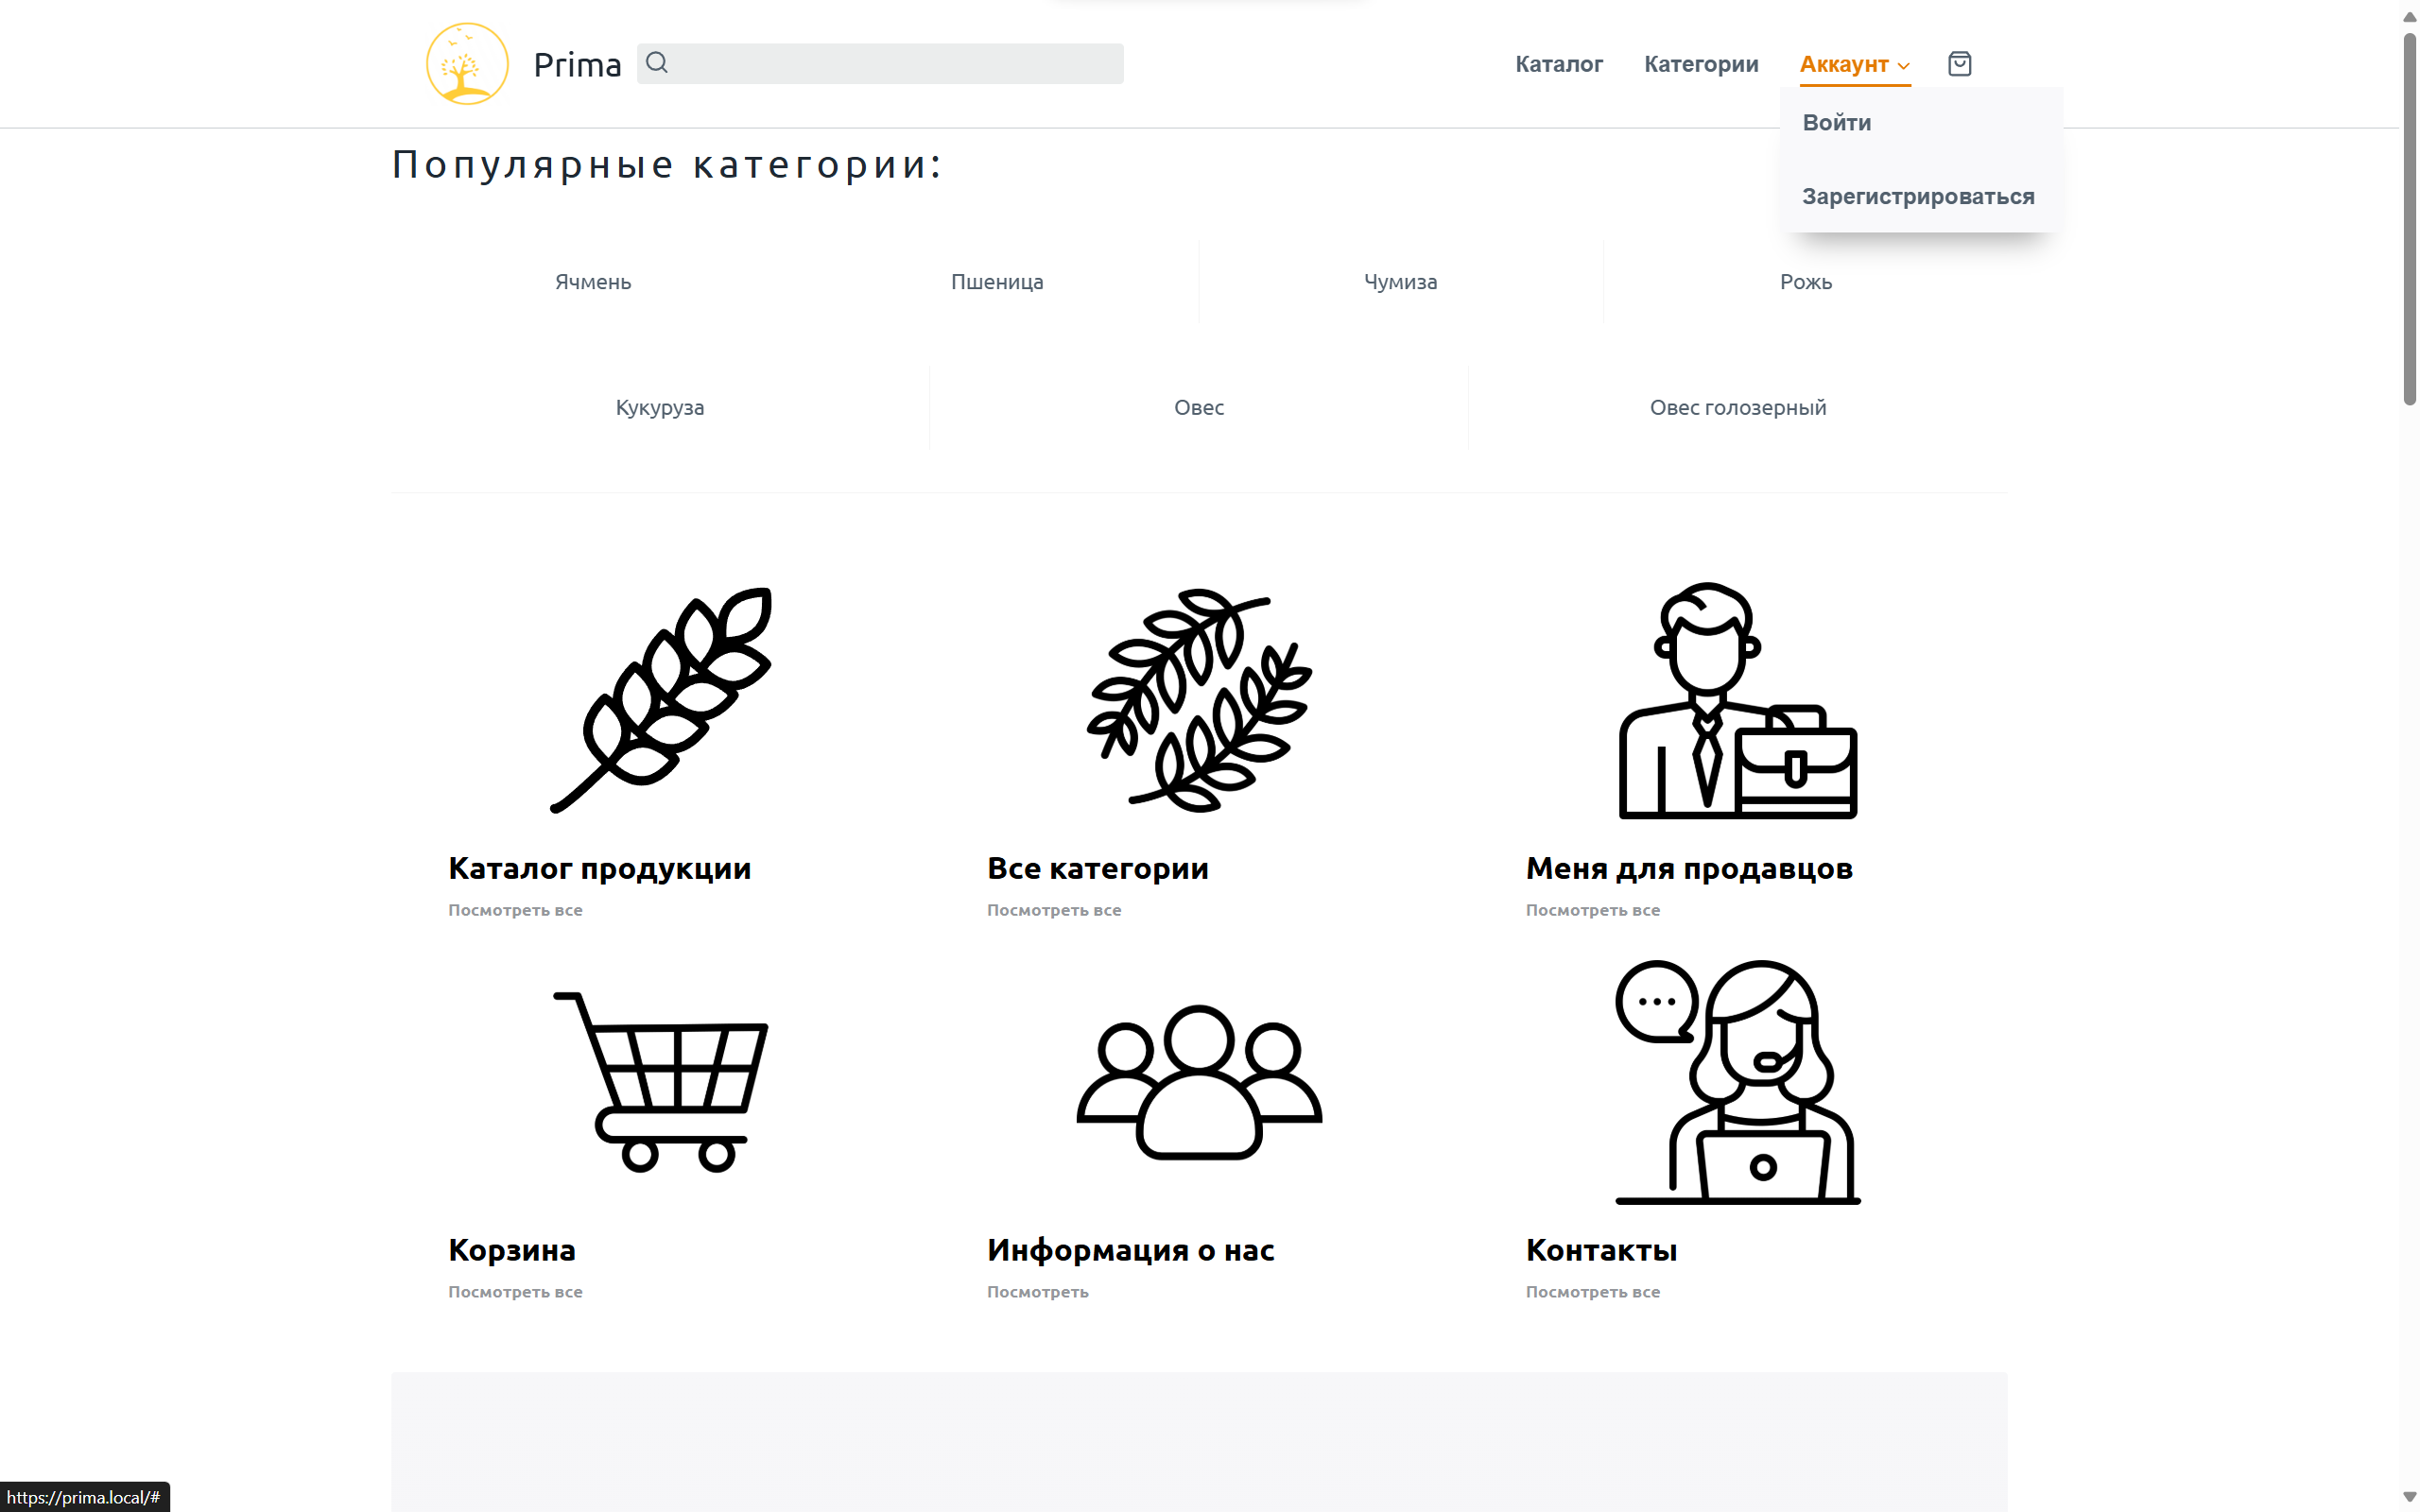 Prima
Каталог Категории Аккаунт
Войти
Зарегистрироваться
Популярные категории:
Ячмень Пшеница Чумиза Рожь
Кукуруза Овес Овес голозерный
Каталог продукции Все категории Меня для продавцов
Посмотреть все Посмотреть все Посмотреть все
Корзина Информация о нас Контакты
Посмотреть все Посмотреть Посмотреть все
https://prima.local/#